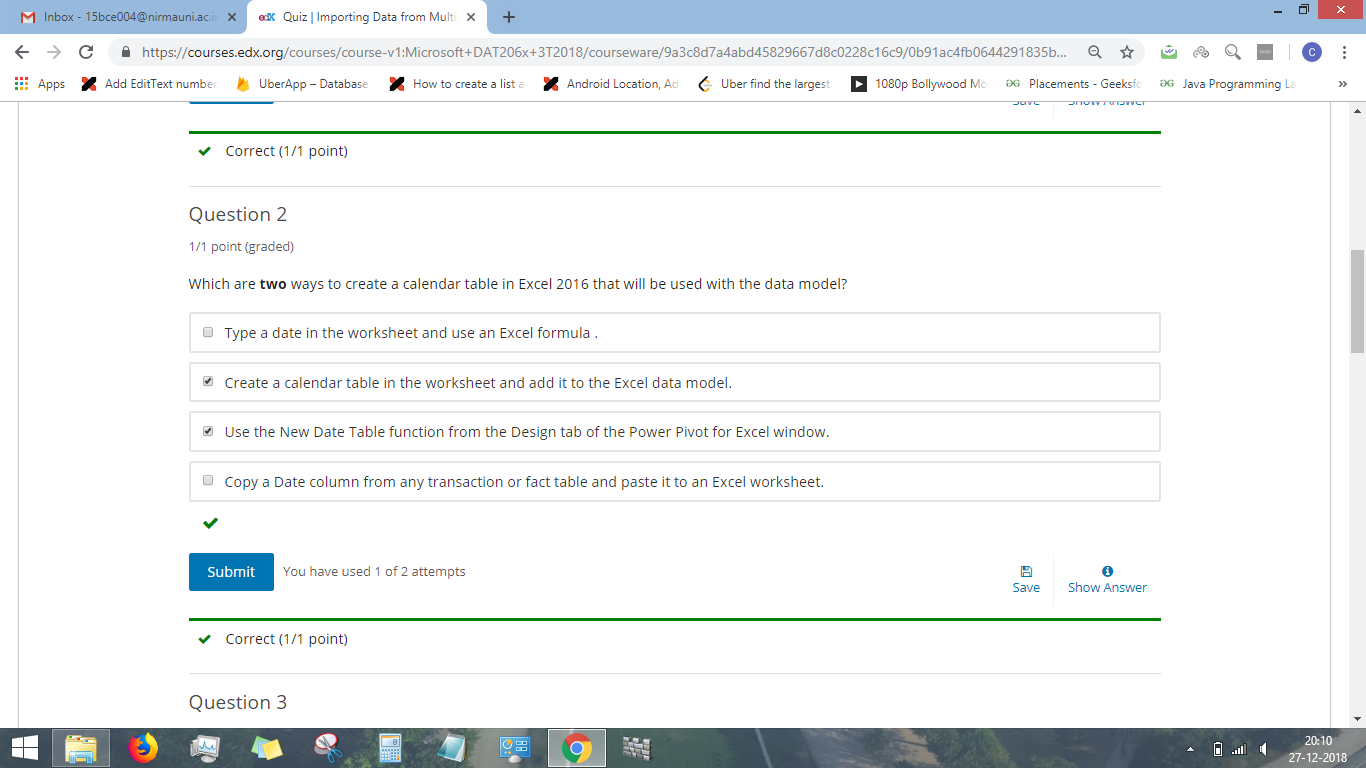 Inbox - 15bce004@nirmauni.ac.i
edX Quiz | Importing Data from Multi
https://courses.edx.org/courses/course-v1:Microsoft+DAT206x+3T2018/courseware/9a3c8d7a4abd45829667d8c0228c16c9/0b91ac4fb0644291835b...
C
Apps
Add EditText number
UberApp – Database
How to create a list a
Android Location, Ad
Uber find the largest
1080p Bollywood Mo
Placements - Geeksfo
Java Programming La
»
Save
Show Answer
Correct (1/1 point)
Question 2
1/1 point (graded)
Which are two ways to create a calendar table in Excel 2016 that will be used with the data model?
Type a date in the worksheet and use an Excel formula .
Create a calendar table in the worksheet and add it to the Excel data model.
Use the New Date Table function from the Design tab of the Power Pivot for Excel window.
Copy a Date column from any transaction or fact table and paste it to an Excel worksheet.
Submit
You have used 1 of 2 attempts
Save
Show Answer
Correct (1/1 point)
Question 3
20:10
27-12-2018